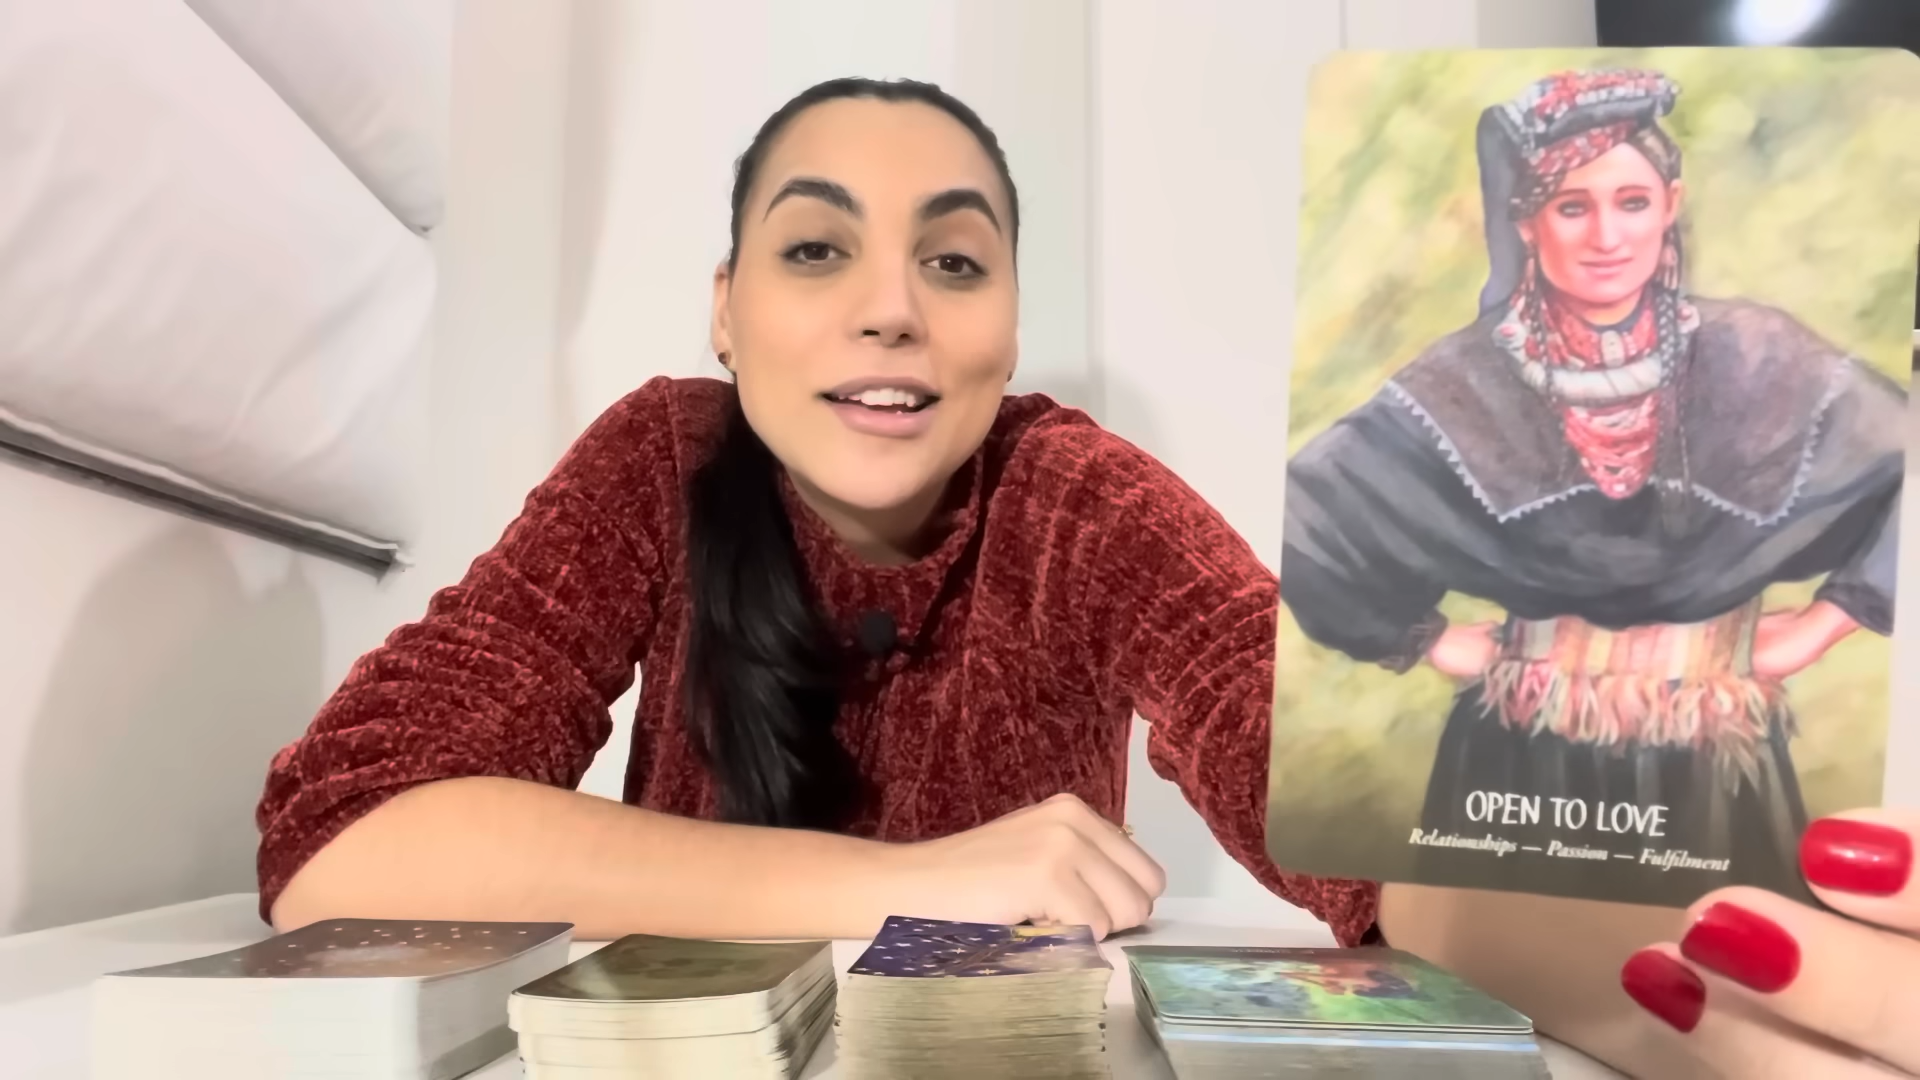 OPEN TO LOVE
Relationships — Passion — Fulfilment